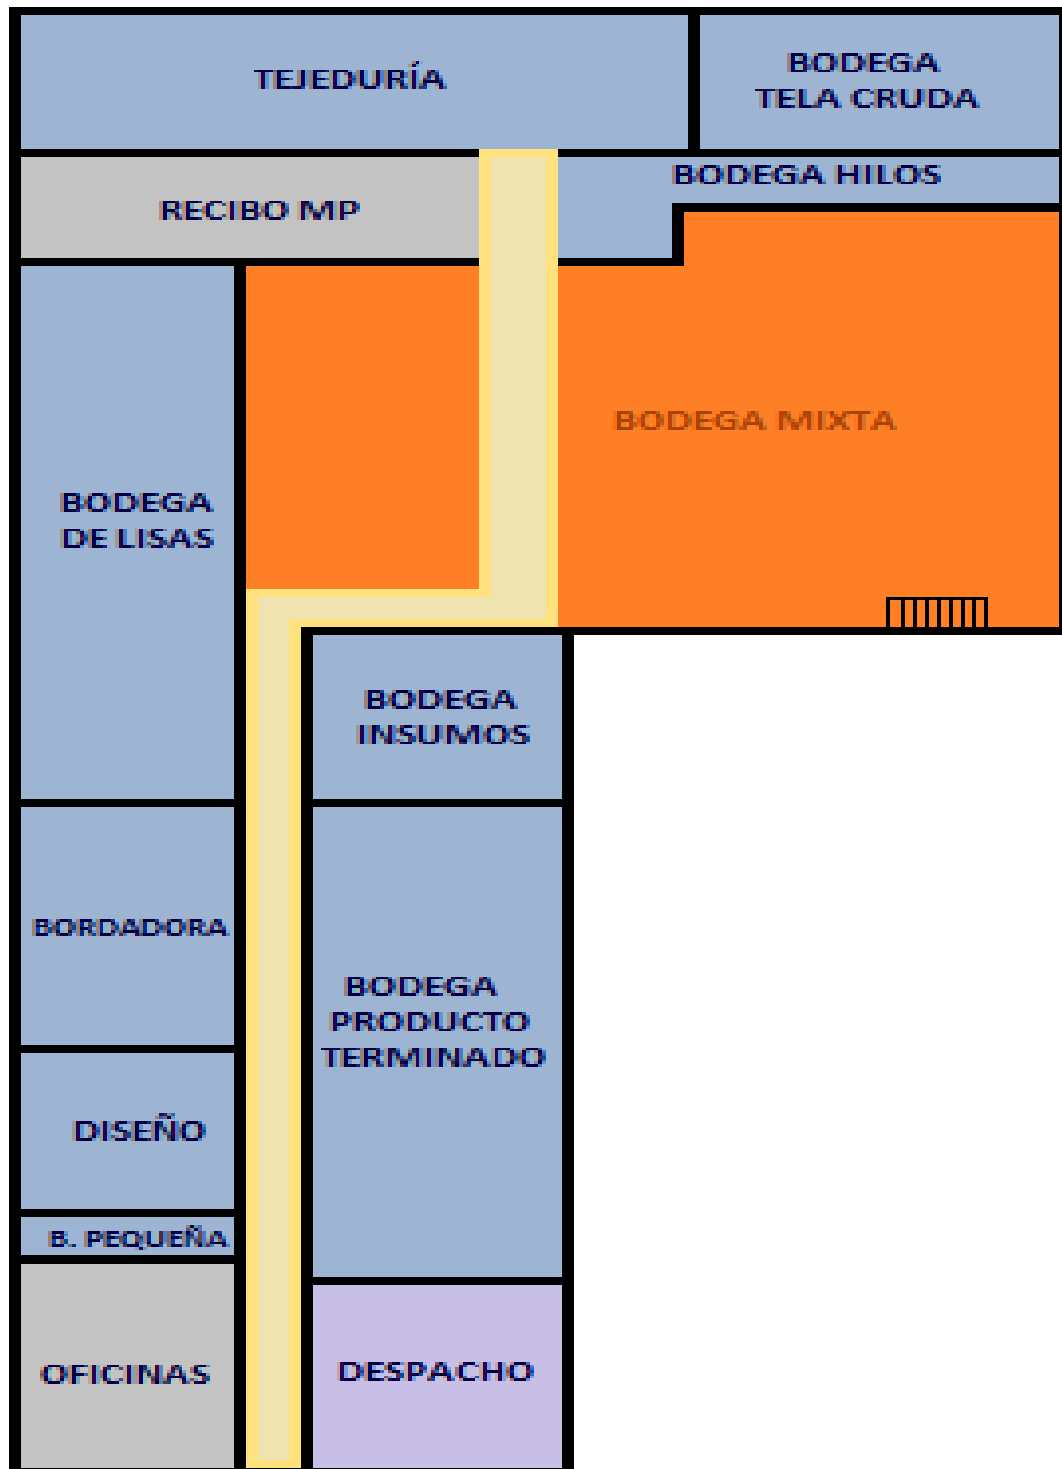 TEJEDURÍA
BODEGA
TELA CRUDA
BODEGA HILOS
RECIBO MP
BODEGA MIXTA
BODEGA
DE LISAS
BODEGA
INSUMOS
BORDADORA
BODEGA
PRODUCTO
TERMINADO
DISEÑO
B. PEQUEÑA
OFICINAS
DESPACHO